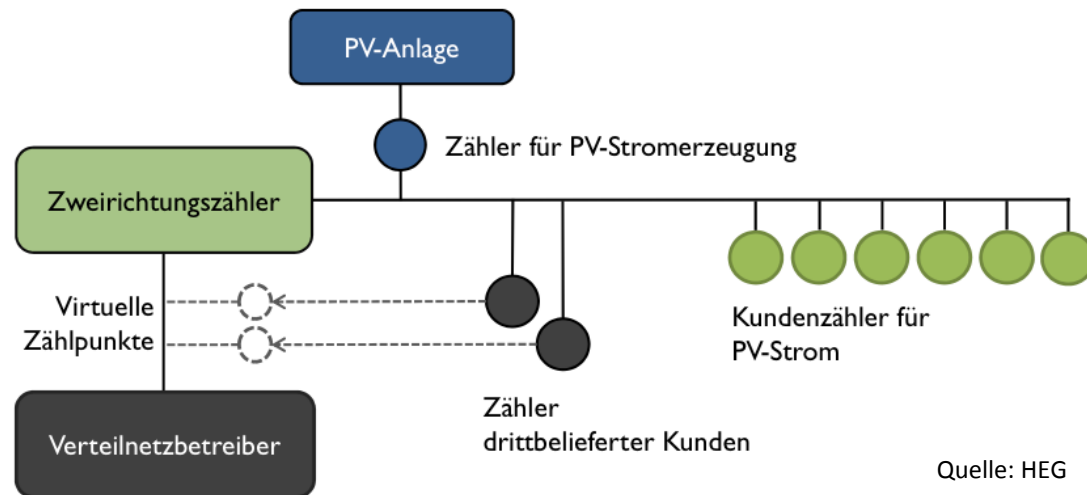 PV-Anlage
Zähler für PV-Stromerzeugung
Zweirichtungszähler
Virtuelle
Zählpunkte
Kundenzähler für
PV-Strom
Zähler
drittbelieferter Kunden
Verteilnetzbetreiber
Quelle: HEG